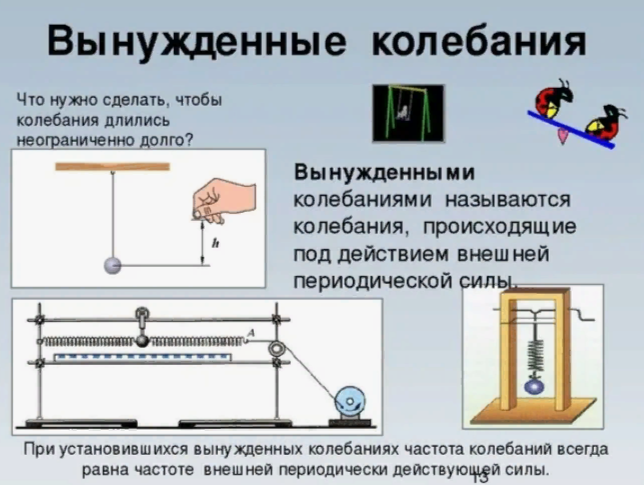 Вынужденные колебания
Что нужно сделать, чтобы
колебания длились
неограниченно долго?
h
Вынужденными
колебаниями называются
колебания, происходящие
под действием внешней
периодической силы.
A
При установившихся вынужденных колебаниях частота колебаний всегда
равна частоте внешней периодически действующей силы.
13